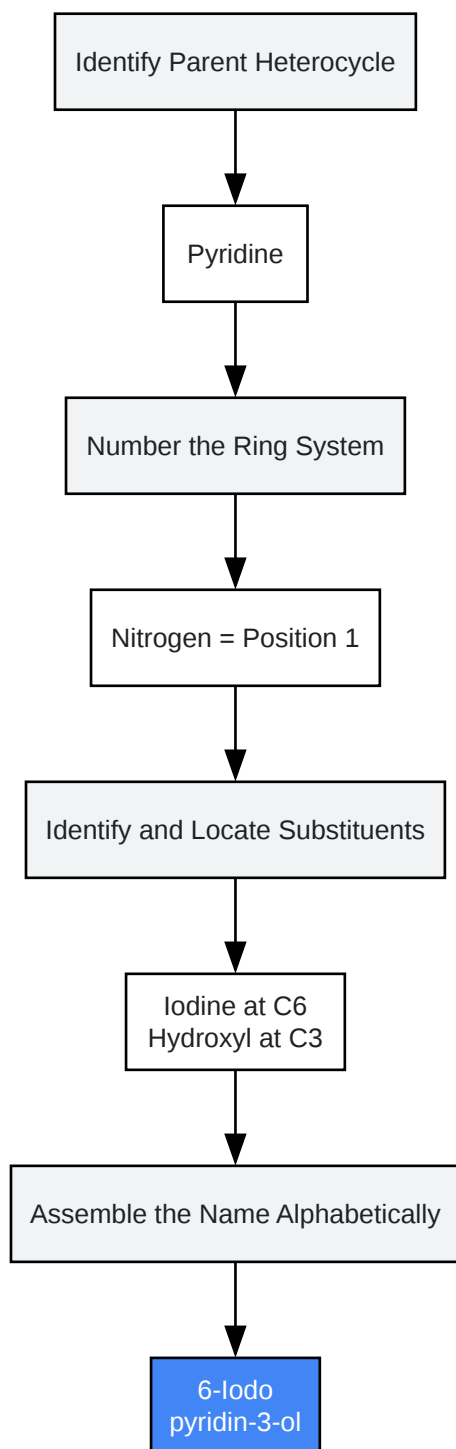 Identify Parent Heterocycle
Pyridine
Number the Ring System
Nitrogen = Position 1
Identify and Locate Substituents
Iodine at C6
Hydroxyl at C3
Assemble the Name Alphabetically
6-Iodo
pyridin-3-ol